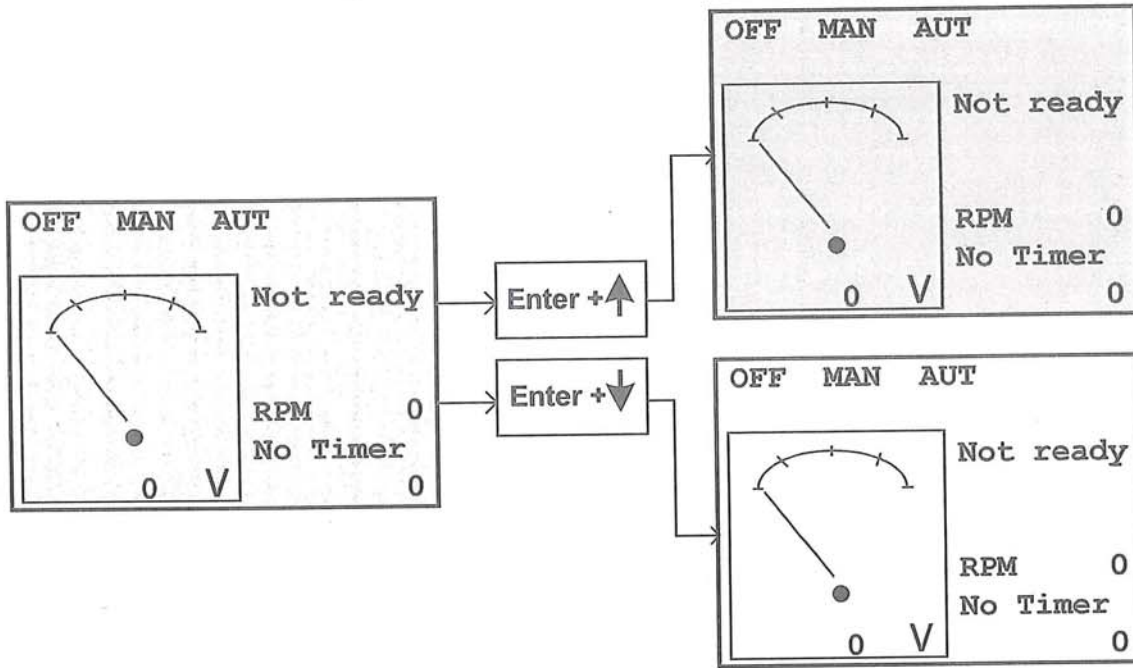 OFF MAN AUT
Not ready
RPM 0
No Timer
0 V
0
Enter +
Enter +
OFF MAN AUT
Not ready
RPM 0
No Timer
0 V
0
OFF MAN AUT
Not ready
RPM 0
No Timer
0 V
0